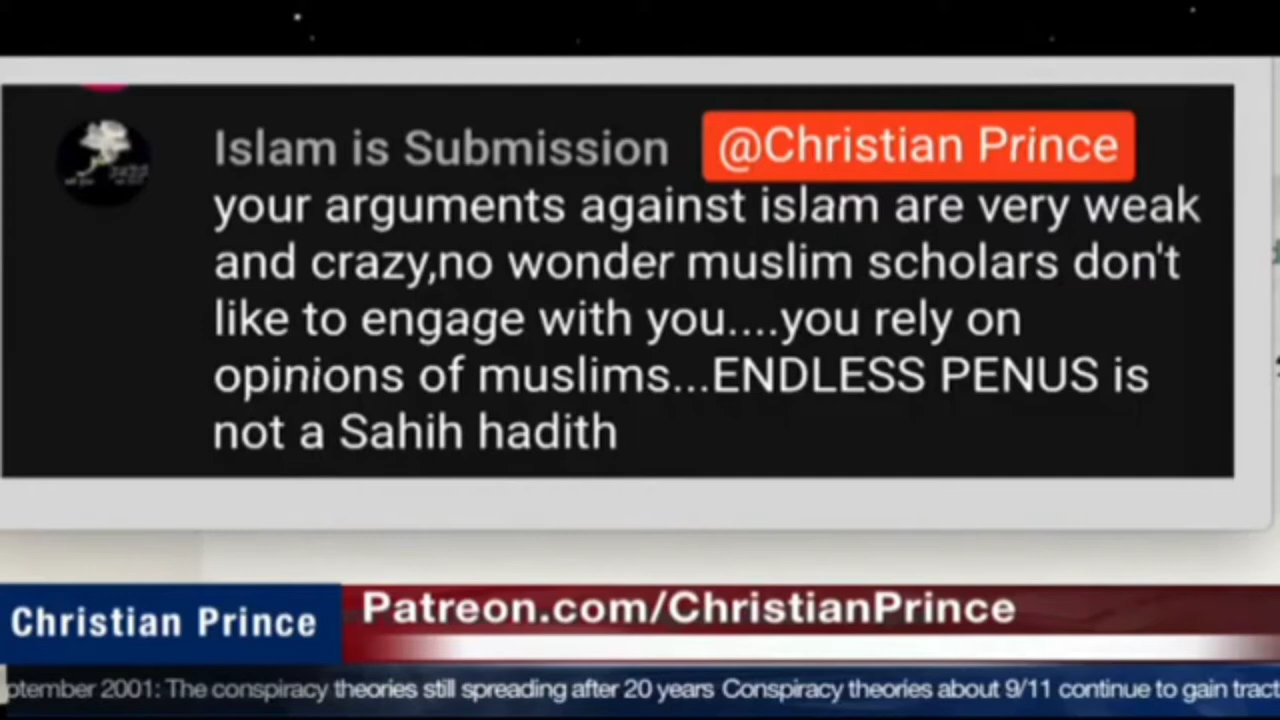 Islam is Submission @Christian Prince
your arguments against islam are very weak
and crazy,no wonder muslim scholars don't
like to engage with you....you rely on
opinions of muslims...ENDLESS PENUS is
not a Sahih hadith
Christian Prince Patreon.com/ChristianPrince
2001: The conspiracy theories still spreading after 20 years Conspiracy theories about 9/11 continue to gain